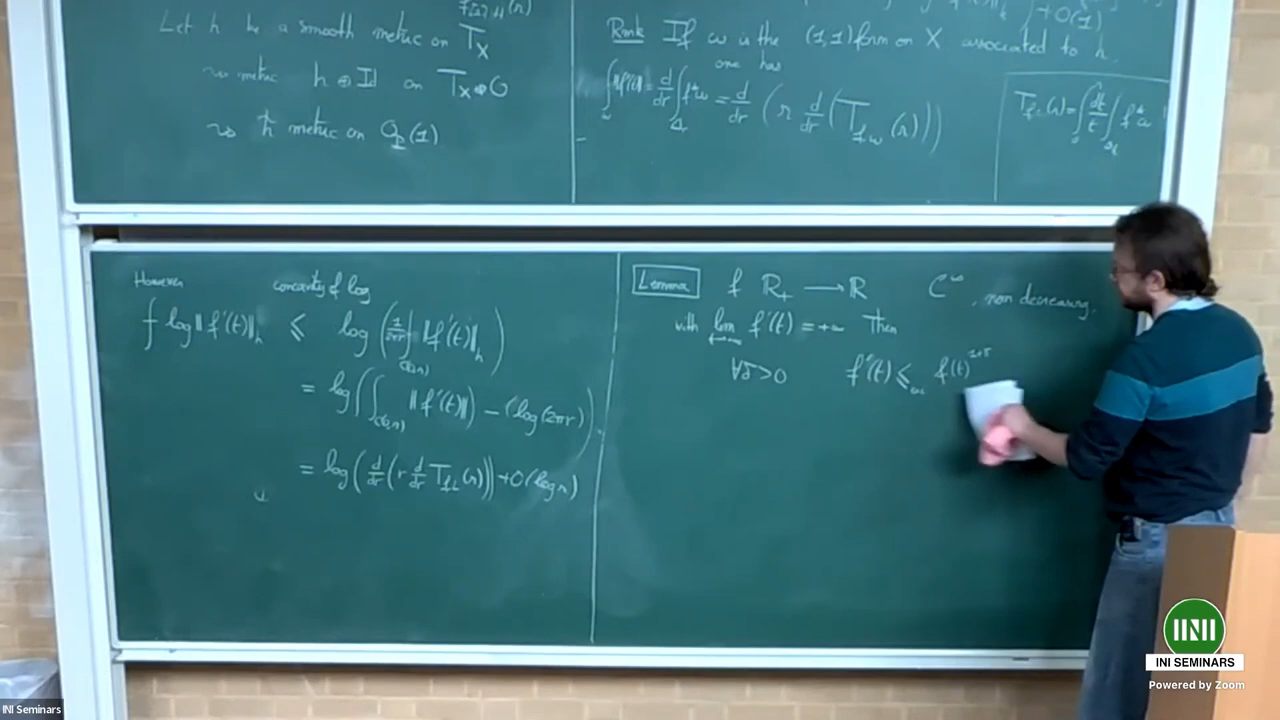 Let h be a smooth metric on T_X
⇝ metric h ⊕ Id on T_X ⊕ O
⇝ h metric on O_P(1)
+O(1)
Rmk If ω is the (1,1) form on X associated to h.
one has
= d/dr ∫_{Δ_r} f*ω = d/dr ( r d/dr (T_{f,ω}(r)))
However concavity of log
∫ log ||f'(t)||_h ≤ log ( 1/2πr ∫ ||f'(t)||_h )
= log ( ∫ ||f'(t)|| ) - (log(2πr))
= log ( d/dr ( r d/dr T_{f,L}(r))) + O(log r)
Lemma f R_+ → R C^∞, non decreasing,
with lim f(t) = +∞ Then
∀δ>0 f'(t) ≤_{exc} f(t)^{1+δ}
INI
INI SEMINARS
Powered by Zoom
INI Seminars